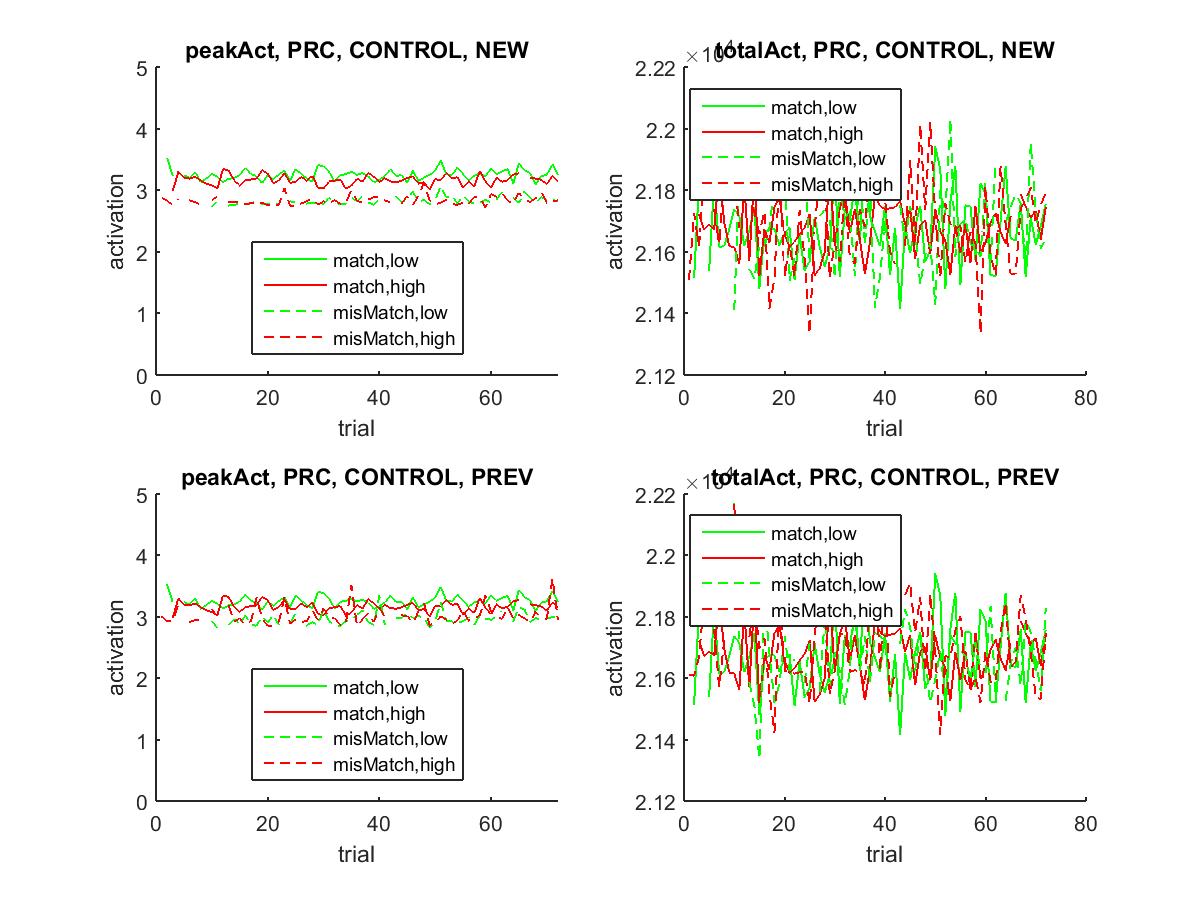 peakAct, PRC, CONTROL, NEW
5
4
3
2
1
0
activation
0 20 40 60
trial
match,low
match,high
misMatch,low
misMatch,high
×10^4
totalAct, PRC, CONTROL, NEW
2.22
2.2
2.18
2.16
2.14
2.12
activation
0 20 40 60 80
trial
match,low
match,high
misMatch,low
misMatch,high
peakAct, PRC, CONTROL, PREV
5
4
3
2
1
0
activation
0 20 40 60
trial
match,low
match,high
misMatch,low
misMatch,high
×10^4
totalAct, PRC, CONTROL, PREV
2.22
2.2
2.18
2.16
2.14
2.12
activation
0 20 40 60 80
trial
match,low
match,high
misMatch,low
misMatch,high